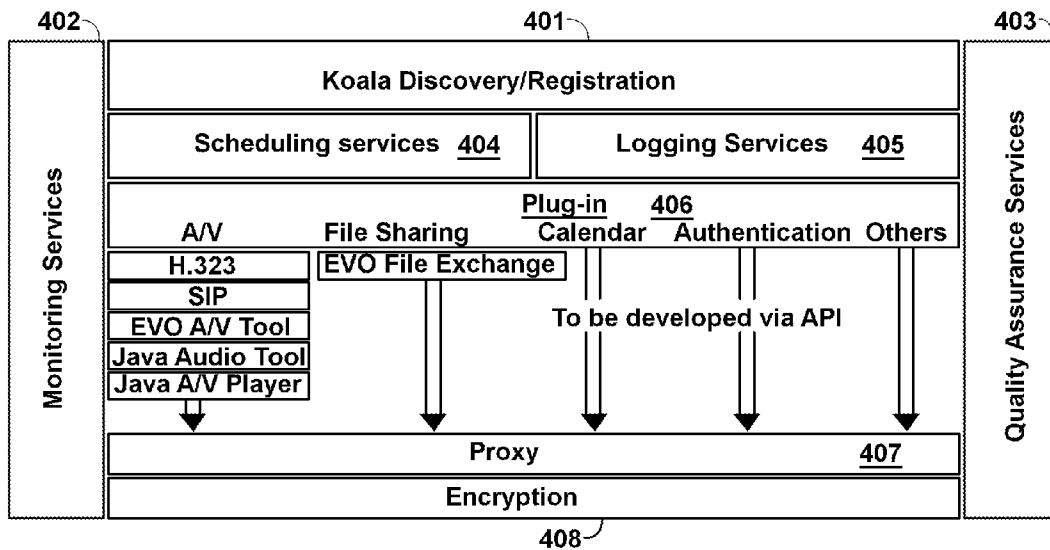 402
401
403
Monitoring Services
Koala Discovery/Registration
Quality Assurance Services
Scheduling services 404
Logging Services 405
Plug-in 406
A/V File Sharing Calendar Authentication Others
H.323
EVO File Exchange
SIP
EVO A/V Tool
To be developed via API
Java Audio Tool
Java A/V Player
Proxy 407
Encryption
408